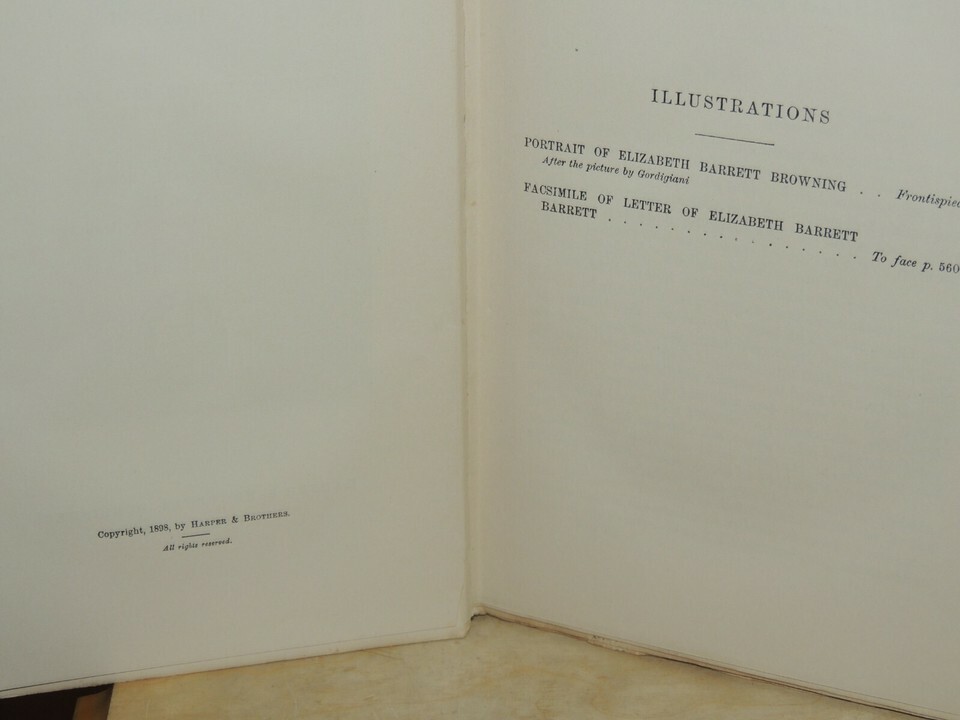 Copyright, 1898, by HARPER & BROTHERS.
All rights reserved.
ILLUSTRATIONS
PORTRAIT OF ELIZABETH BARRETT BROWNING . . Frontispiec
After the picture by Gordigiani
FACSIMILE OF LETTER OF ELIZABETH BARRETT
BARRETT . . . . . . . . . . . . . . . . To face p. 560